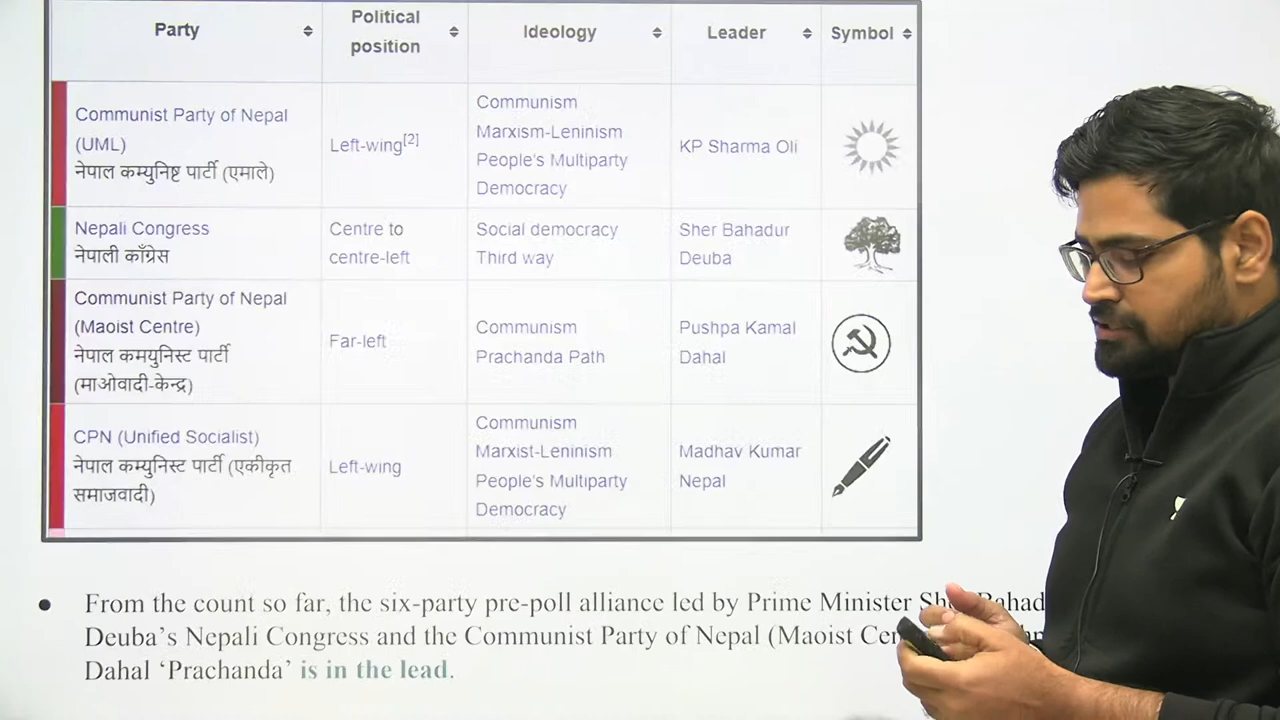 Party
Political
position
Ideology
Leader
Symbol
Communist Party of Nepal
(UML)
नेपाल कम्युनिष्ट पार्टी (एमाले)
Left-wing[2]
Communism
Marxism-Leninism
People's Multiparty
Democracy
KP Sharma Oli
Nepali Congress
नेपाली काँग्रेस
Centre to
centre-left
Social democracy
Third way
Sher Bahadur
Deuba
Communist Party of Nepal
(Maoist Centre)
नेपाल कमयुनिस्ट पार्टी
(माओवादी-केन्द्र)
Far-left
Communism
Prachanda Path
Pushpa Kamal
Dahal
CPN (Unified Socialist)
नेपाल कम्युनिस्ट पार्टी (एकीकृत
समाजवादी)
Left-wing
Communism
Marxist-Leninism
People's Multiparty
Democracy
Madhav Kumar
Nepal
• From the count so far, the six-party pre-poll alliance led by Prime Minister
Deuba's Nepali Congress and the Communist Party of Nepal (Maoist
Dahal ‘Prachanda’ is in the lead.